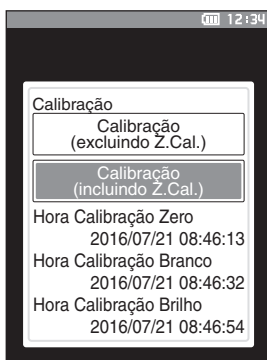 12:34
Calibração
Calibração
(excluindo Z.Cal.)
Calibração
(incluindo Z.Cal.)
Hora Calibração Zero
2016/07/21 08:46:13
Hora Calibração Branco
2016/07/21 08:46:32
Hora Calibração Brilho
2016/07/21 08:46:54